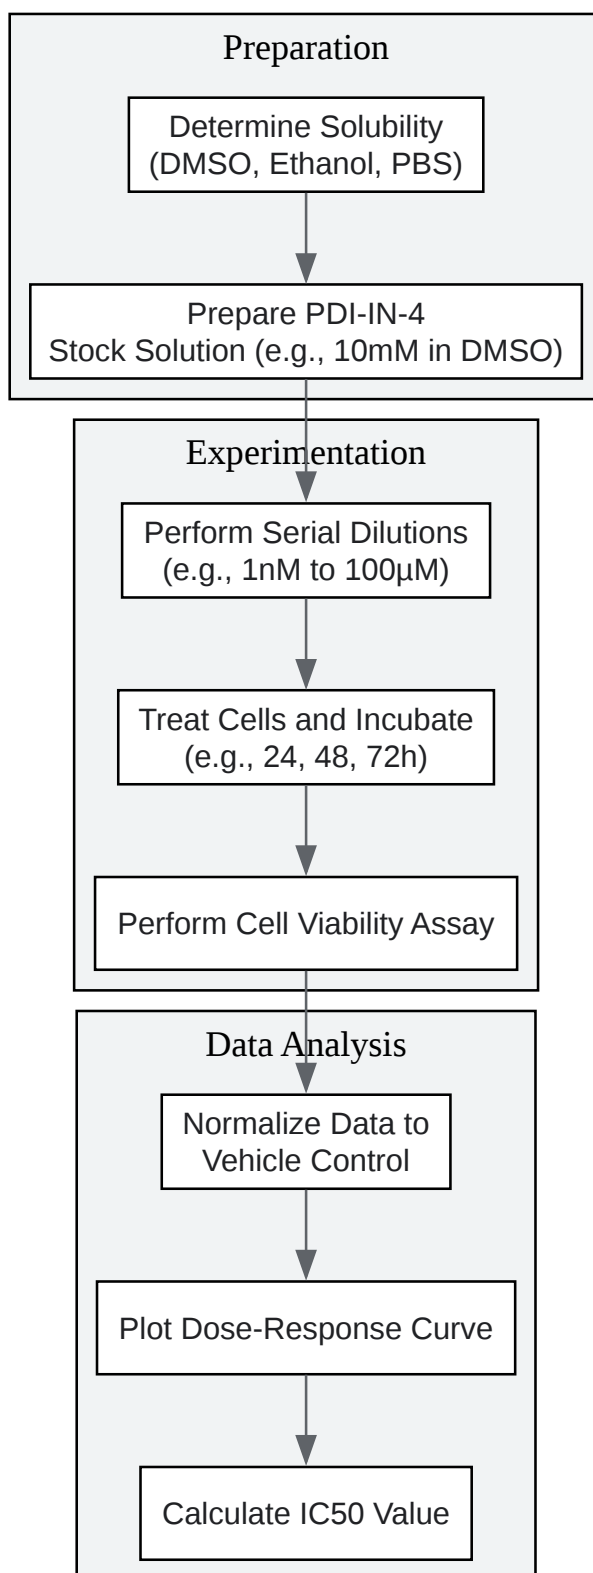 Preparation
Determine Solubility
(DMSO, Ethanol, PBS)
Prepare PDI-IN-4
Stock Solution (e.g., 10mM in DMSO)
Experimentation
Perform Serial Dilutions
(e.g., 1nM to 100µM)
Treat Cells and Incubate
(e.g., 24, 48, 72h)
Perform Cell Viability Assay
Data Analysis
Normalize Data to
Vehicle Control
Plot Dose-Response Curve
Calculate IC50 Value